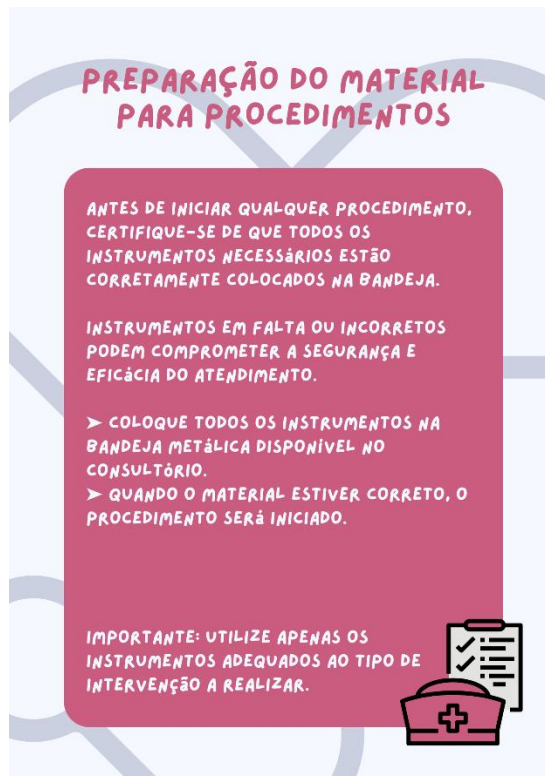 PREPARAÇÃO DO MATERIAL
PARA PROCEDIMENTOS
ANTES DE INICIAR QUALQUER PROCEDIMENTO,
CERTIFIQUE-SE DE QUE TODOS OS
INSTRUMENTOS NECESSÁRIOS ESTÃO
CORRETAMENTE COLOCADOS NA BANDEJA.
INSTRUMENTOS EM FALTA OU INCORRETOS
PODEM COMPROMETER A SEGURANÇA E
EFICÁCIA DO ATENDIMENTO.
➤ COLOQUE TODOS OS INSTRUMENTOS NA
BANDEJA METÁLICA DISPONÍVEL NO
CONSULTÓRIO.
➤ QUANDO O MATERIAL ESTIVER CORRETO, O
PROCEDIMENTO SERÁ INICIADO.
IMPORTANTE: UTILIZE APENAS OS
INSTRUMENTOS ADEQUADOS AO TIPO DE
INTERVENÇÃO A REALIZAR.